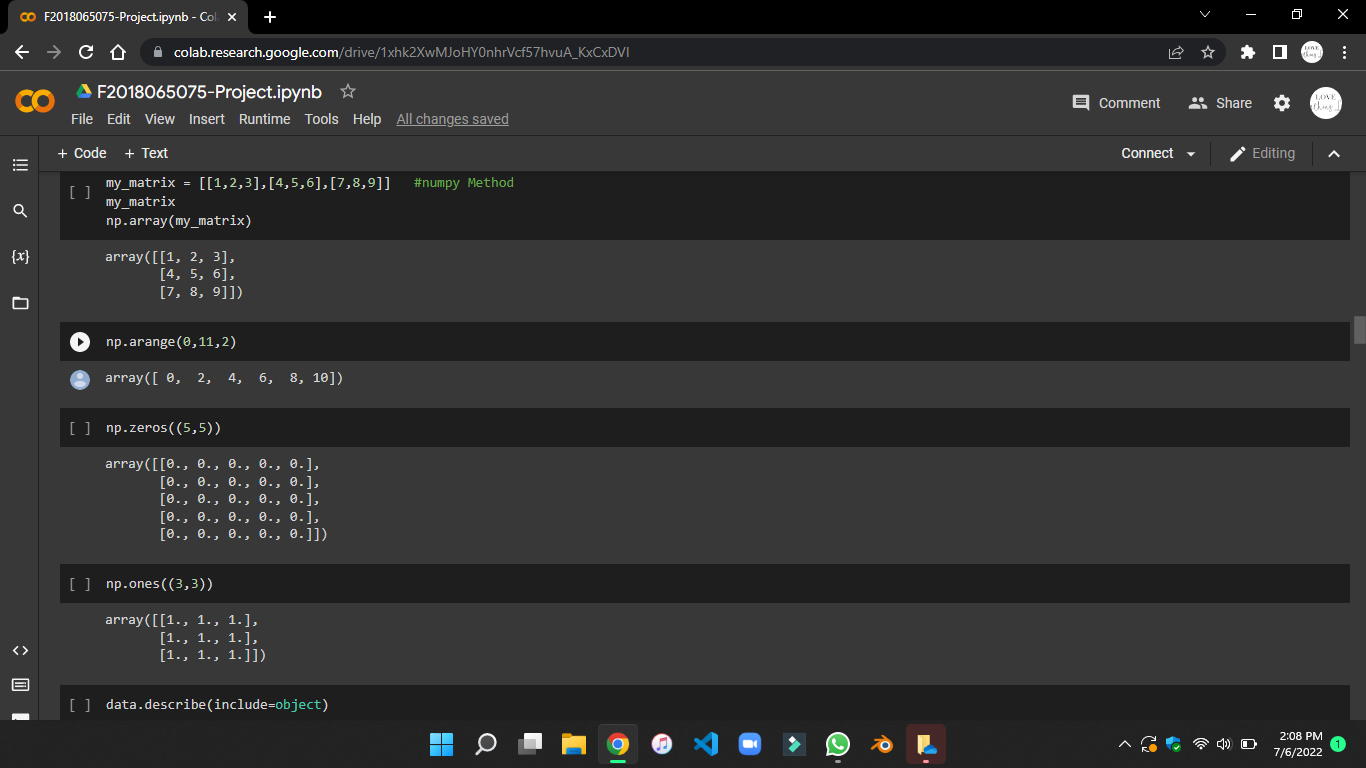 F2018065075-Project.ipynb - Col
colab.research.google.com/drive/1xhk2XwMJoHY0nhrVcf57hvuA_KxCxDVI
F2018065075-Project.ipynb
File Edit View Insert Runtime Tools Help All changes saved
Comment Share
+ Code + Text
Connect Editing
my_matrix = [[1,2,3],[4,5,6],[7,8,9]] #numpy Method
[ ]
my_matrix
np.array(my_matrix)
array([[1, 2, 3],
[4, 5, 6],
[7, 8, 9]])
np.arange(0,11,2)
array([ 0, 2, 4, 6, 8, 10])
[ ] np.zeros((5,5))
array([[0., 0., 0., 0., 0.],
[0., 0., 0., 0., 0.],
[0., 0., 0., 0., 0.],
[0., 0., 0., 0., 0.],
[0., 0., 0., 0., 0.]])
[ ] np.ones((3,3))
array([[1., 1., 1.],
[1., 1., 1.],
[1., 1., 1.]])
[ ] data.describe(include=object)
{x}
2:08 PM
7/6/2022
1